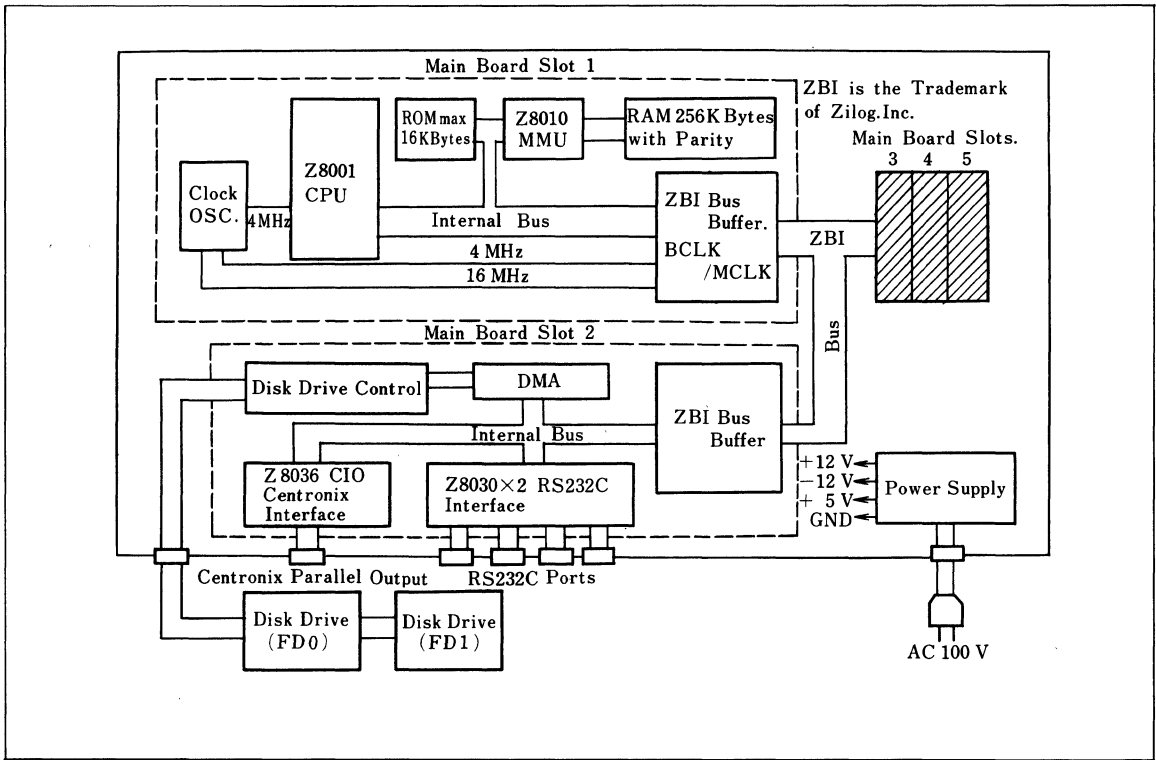 Main Board Slot 1
ZBI is the Trademark
of Zilog.Inc.
Main Board Slots.
3 4 5
ROM max
16KBytes
Z8010
MMU
RAM 256K Bytes
with Parity
Z8001
CPU
Clock
OSC.
4MHz
Internal Bus
4 MHz
16 MHz
ZBI Bus
Buffer.
BCLK
/MCLK
ZBI
Bus
Main Board Slot 2
Disk Drive Control
DMA
Internal Bus
ZBI Bus
Buffer
Z8036 CIO
Centronix
Interface
Z8030×2 RS232C
Interface
+12 V
−12 V
+ 5 V
GND
Power Supply
Centronix Parallel Output
RS232C Ports
Disk Drive
(FD0)
Disk Drive
(FD1)
AC 100 V